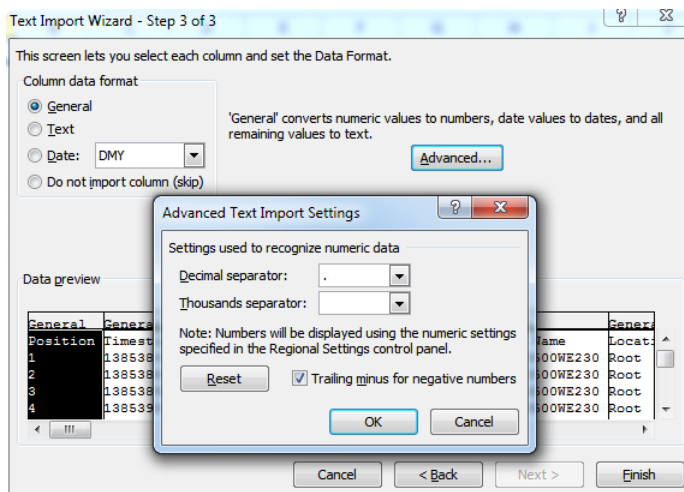 Text Import Wizard - Step 3 of 3
This screen lets you select each column and set the Data Format.
Column data format
General
Text
Date: DMY
Do not import column (skip)
'General' converts numeric values to numbers, date values to dates, and all
remaining values to text.
Advanced...
Advanced Text Import Settings
Settings used to recognize numeric data
Decimal separator: .
Thousands separator:
Note: Numbers will be displayed using the numeric settings
specified in the Regional Settings control panel.
Reset
Trailing minus for negative numbers
OK Cancel
Data preview
General
Position
1 Root
2 Root
3 Root
4 Root
Cancel < Back Next > Finish